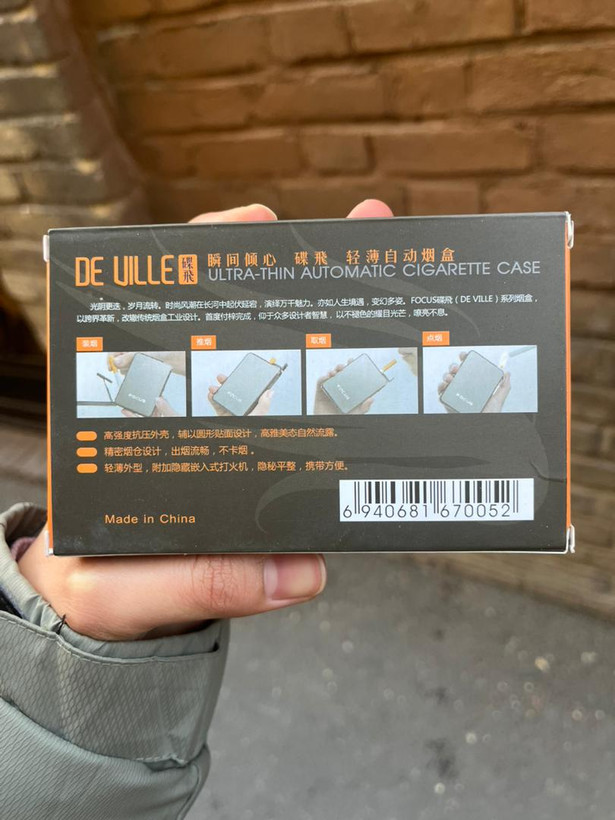 DE VILLE 碟飛 瞬间倾心 碟飛 轻薄自动烟盒
ULTRA-THIN AUTOMATIC CIGARETTE CASE
光阴更迭，岁月流转。时尚风潮在长河中起伏延宕，演绎万千魅力。亦如人生境遇，变幻多姿。FOCUS碟飛（DE VILLE）系列烟盒，
以跨界革新，改辙传统烟盒工业设计。首度付梓完成，仰于众多设计者智慧，以不褪色的耀目光芒，嘹亮不息。
装烟 推烟 取烟 点烟
高强度抗压外壳，辅以圆形贴面设计，高雅美态自然流露。
精密烟仓设计，出烟流畅，不卡烟。
轻薄外型，附加隐藏嵌入式打火机，隐秘平整，携带方便。
Made in China
6 940681 670052